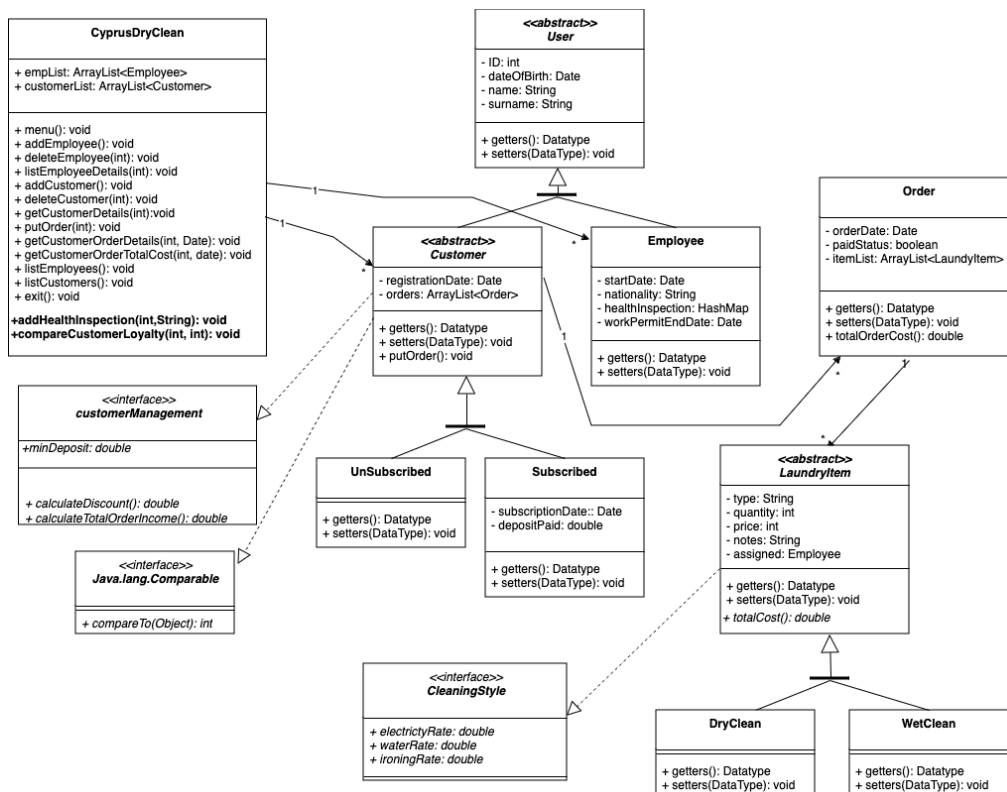 CyprusDryClean
+ empList: ArrayList<Employee>
+ customerList: ArrayList<Customer>
+ menu(): void
+ addEmployee(): void
+ deleteEmployee(int): void
+ listEmployeeDetails(int): void
+ addCustomer(): void
+ deleteCustomer(int): void
+ getCustomerDetails(int):void
+ putOrder(int): void
+ getCustomerOrderDetails(int, Date): void
+ getCustomerOrderTotalCost(int, date): void
+ listEmployees(): void
+ listCustomers(): void
+ exit(): void
+addHealthInspection(int,String): void
+compareCustomerLoyalty(int, int): void
<<abstract>>
User
- ID: int
- dateOfBirth: Date
- name: String
- surname: String
+ getters(): Datatype
+ setters(DataType): void
1
*
1
*
<<abstract>>
Customer
- registrationDate: Date
- orders: ArrayList<Order>
+ getters(): Datatype
+ setters(DataType): void
+ putOrder(): void
Employee
- startDate: Date
- nationality: String
- healthInspection: HashMap
- workPermitEndDate: Date
+ getters(): Datatype
+ setters(DataType): void
Order
- orderDate: Date
- paidStatus: boolean
- itemList: ArrayList<LaundyItem>
+ getters(): Datatype
+ setters(DataType): void
+ totalOrderCost(): double
1
*
1
*
<<interface>>
customerManagement
+minDeposit: double
+ calculateDiscount(): double
+ calculateTotalOrderIncome(): double
<<interface>>
Java.lang.Comparable
+ compareTo(Object): int
UnSubscribed
+ getters(): Datatype
+ setters(DataType): void
Subscribed
- subscriptionDate:: Date
- depositPaid: double
+ getters(): Datatype
+ setters(DataType): void
<<abstract>>
LaundryItem
- type: String
- quantity: int
- price: int
- notes: String
- assigned: Employee
+ getters(): Datatype
+ setters(DataType): void
+ totalCost(): double
<<interface>>
CleaningStyle
+ electrictyRate: double
+ waterRate: double
+ ironingRate: double
DryClean
+ getters(): Datatype
+ setters(DataType): void
WetClean
+ getters(): Datatype
+ setters(DataType): void